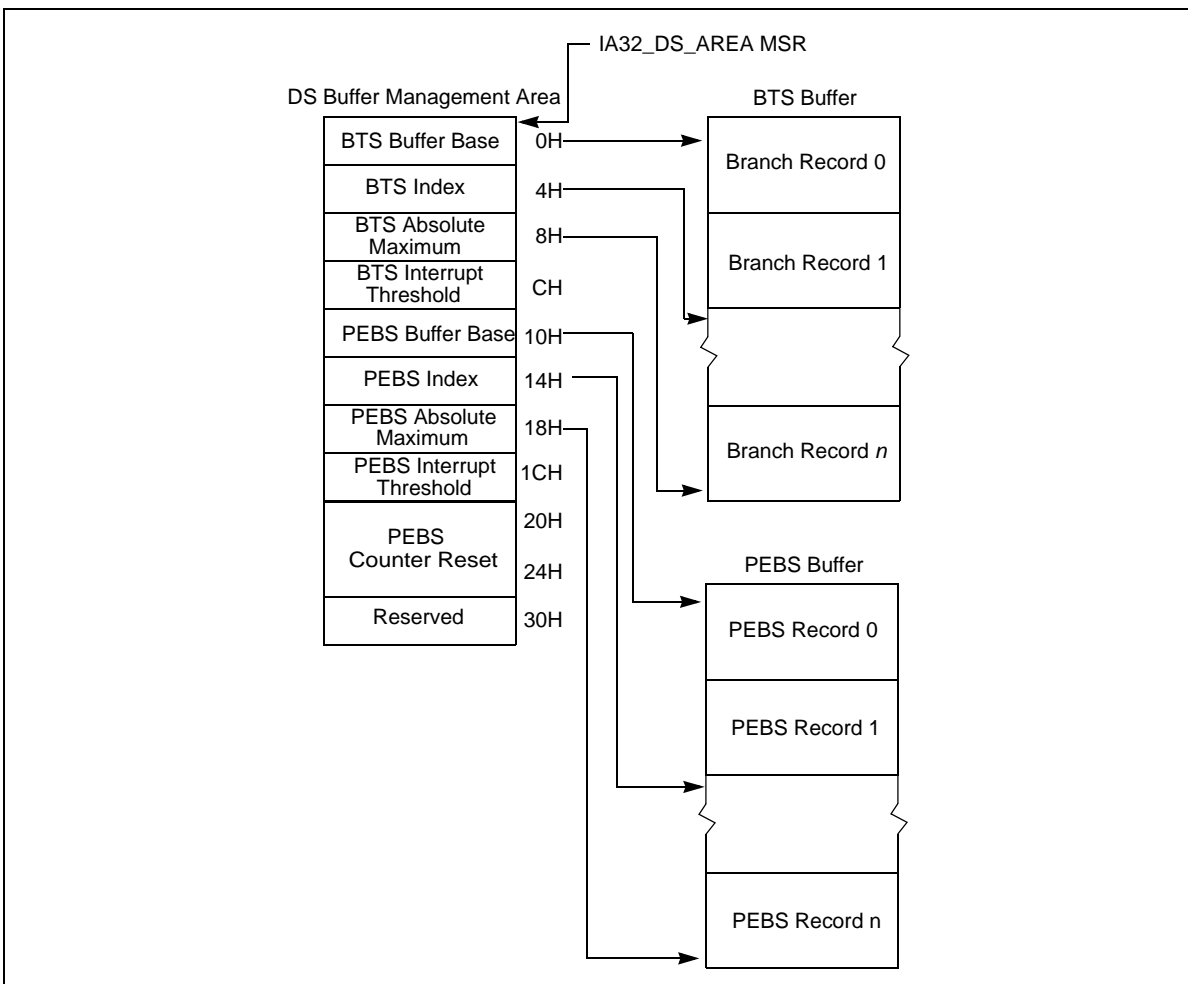 IA32_DS_AREA MSR
DS Buffer Management Area
BTS Buffer Base 0H
BTS Index 4H
BTS Absolute
Maximum 8H
BTS Interrupt
Threshold CH
PEBS Buffer Base 10H
PEBS Index 14H
PEBS Absolute
Maximum 18H
PEBS Interrupt
Threshold 1CH
20H
PEBS
Counter Reset
24H
Reserved 30H
BTS Buffer
Branch Record 0
Branch Record 1
Branch Record n
PEBS Buffer
PEBS Record 0
PEBS Record 1
PEBS Record n